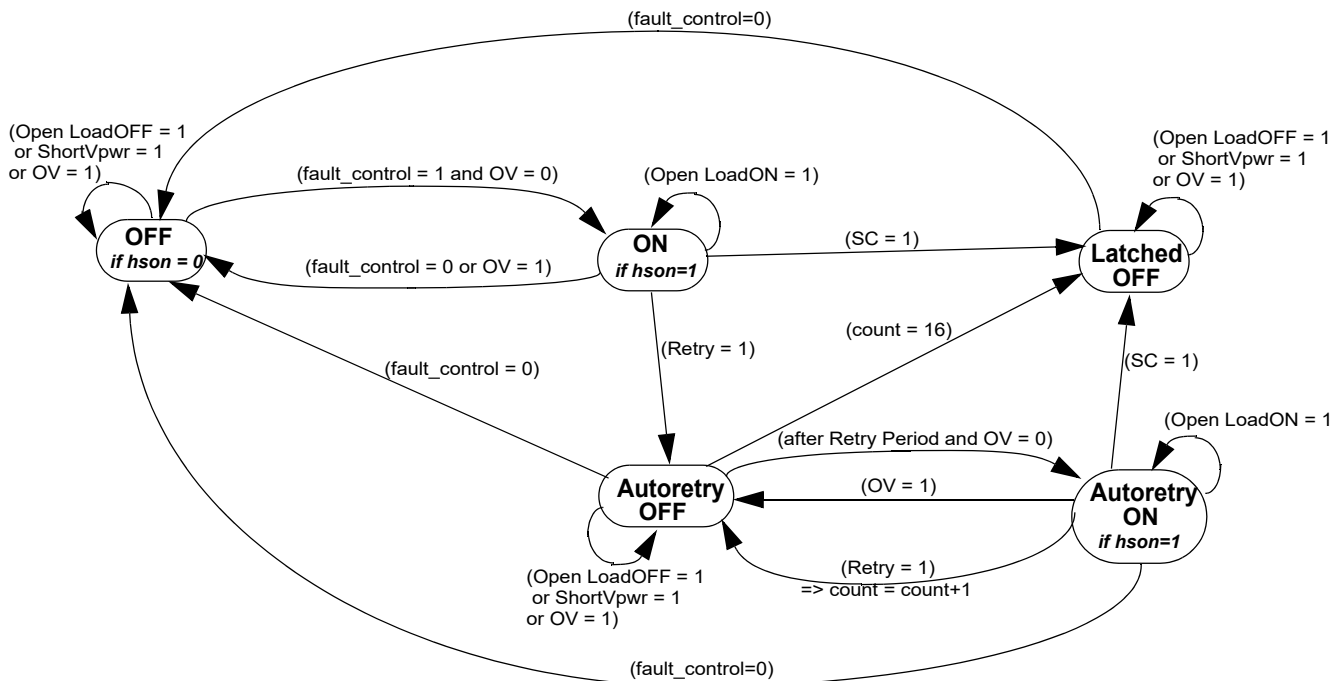 (fault_control=0)
(Open LoadOFF = 1
or ShortVpwr = 1
or OV = 1)
(fault_control = 1 and OV = 0)
(Open LoadON = 1)
(Open LoadOFF = 1
or ShortVpwr = 1
or OV = 1)
OFF
if hson = 0
(fault_control = 0 or OV = 1)
ON
if hson=1
(SC = 1)
Latched
OFF
(count = 16)
(Retry = 1)
(fault_control = 0)
(SC = 1)
(Open LoadON = 1
(after Retry Period and OV = 0)
Autoretry
OFF
(OV = 1)
Autoretry
ON
if hson=1
(Retry = 1)
=> count = count+1
(Open LoadOFF = 1
or ShortVpwr = 1
or OV = 1)
(fault_control=0)